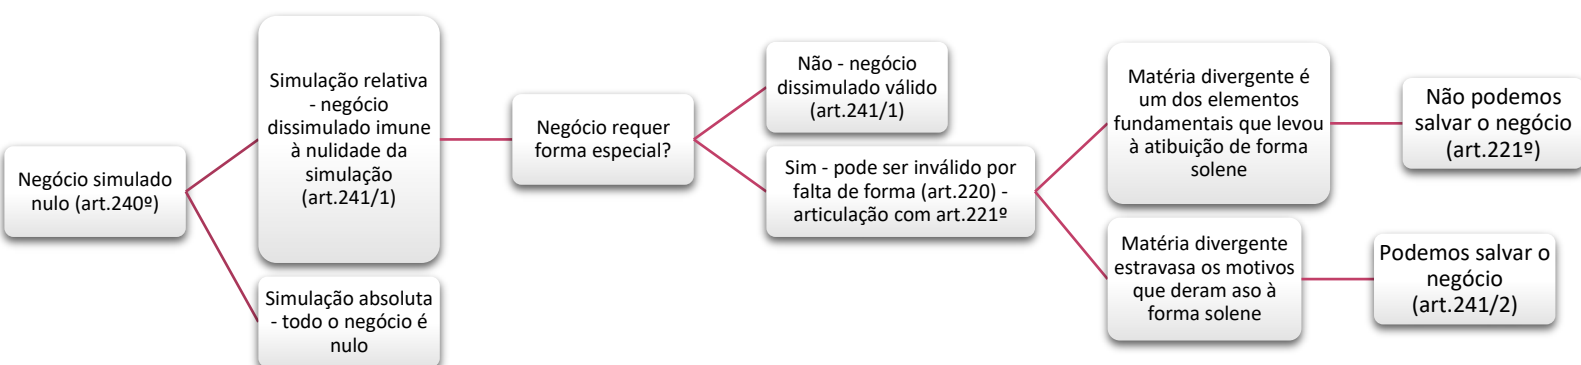 Negócio simulado
nulo (art.240º)
Simulação relativa
- negócio
dissimulado imune
à nulidade da
simulação
(art.241/1)
Simulação absoluta
- todo o negócio é
nulo
Negócio requer
forma especial?
Não - negócio
dissimulado válido
(art.241/1)
Sim - pode ser inválido por
falta de forma (art.220) -
articulação com art.221º
Matéria divergente é
um dos elementos
fundamentais que levou
à atibuição de forma
solene
Não podemos
salvar o negócio
(art.221º)
Matéria divergente
estravasa os motivos
que deram aso à
forma solene
Podemos salvar o
negócio
(art.241/2)